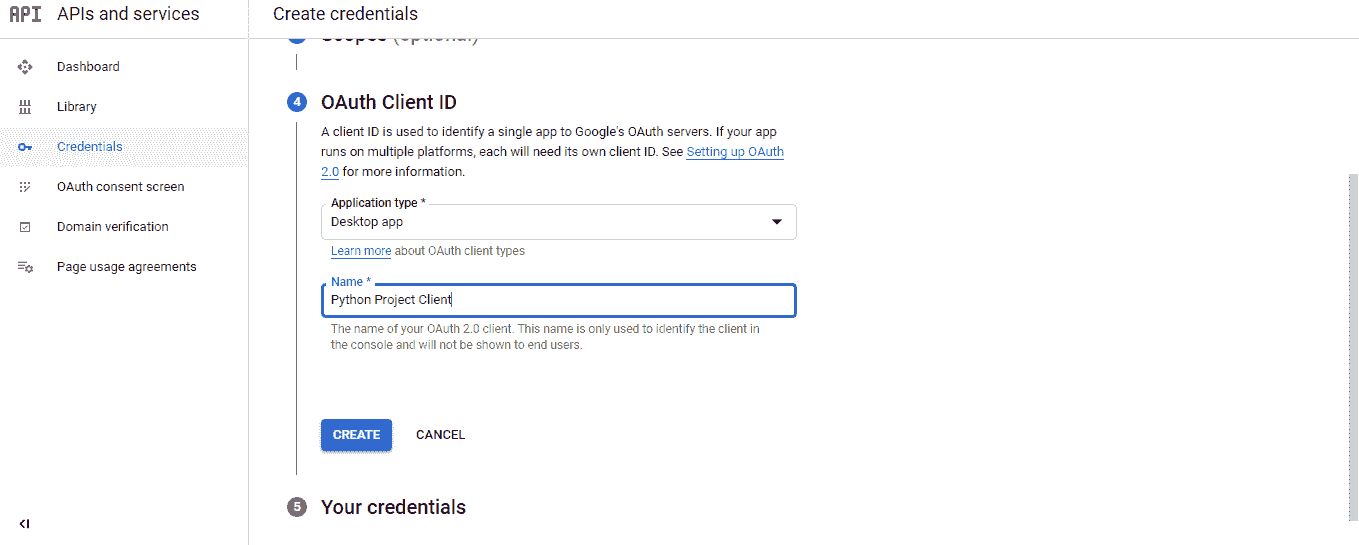 API APIs and services
Create credentials
Dashboard
Library
Credentials
OAuth consent screen
Domain verification
Page usage agreements
Scopes (optional)
4 OAuth Client ID
A client ID is used to identify a single app to Google's OAuth servers. If your app
runs on multiple platforms, each will need its own client ID. See Setting up OAuth
2.0 for more information.
Application type *
Desktop app
Learn more about OAuth client types
Name *
Python Project Client
The name of your OAuth 2.0 client. This name is only used to identify the client in
the console and will not be shown to end users.
CREATE CANCEL
5 Your credentials